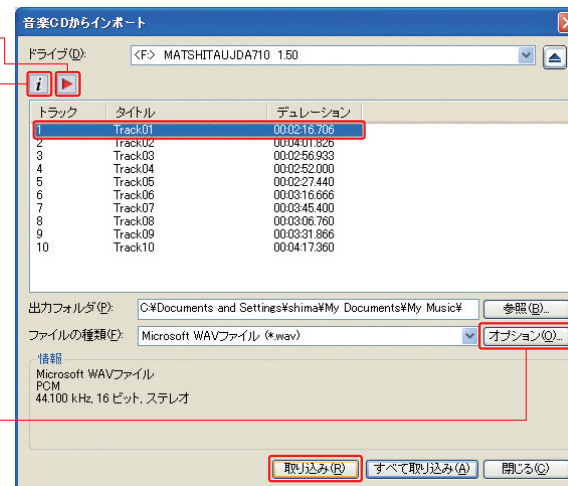 音楽CDからインポート
ドライブ(D): <F:> MATSHITAUJDA710 1.50
i
トラック タイトル デュレーション
1 Track01 00:02:16.706
2 Track02 00:04:01.826
3 Track03 00:02:56.933
4 Track04 00:02:52.000
5 Track05 00:02:27.440
6 Track06 00:03:16.666
7 Track07 00:03:45.400
8 Track08 00:03:06.760
9 Track09 00:03:31.866
10 Track10 00:04:17.360
出力フォルダ(P): C:¥Documents and Settings¥shima¥My Documents¥My Music¥ 参照(B)...
ファイルの種類(F): Microsoft WAVファイル (*.wav) オプション(O)...
情報
Microsoft WAVファイル
PCM
44.100 kHz, 16 ビット, ステレオ
取り込み(R) すべて取り込み(A) 閉じる(C)